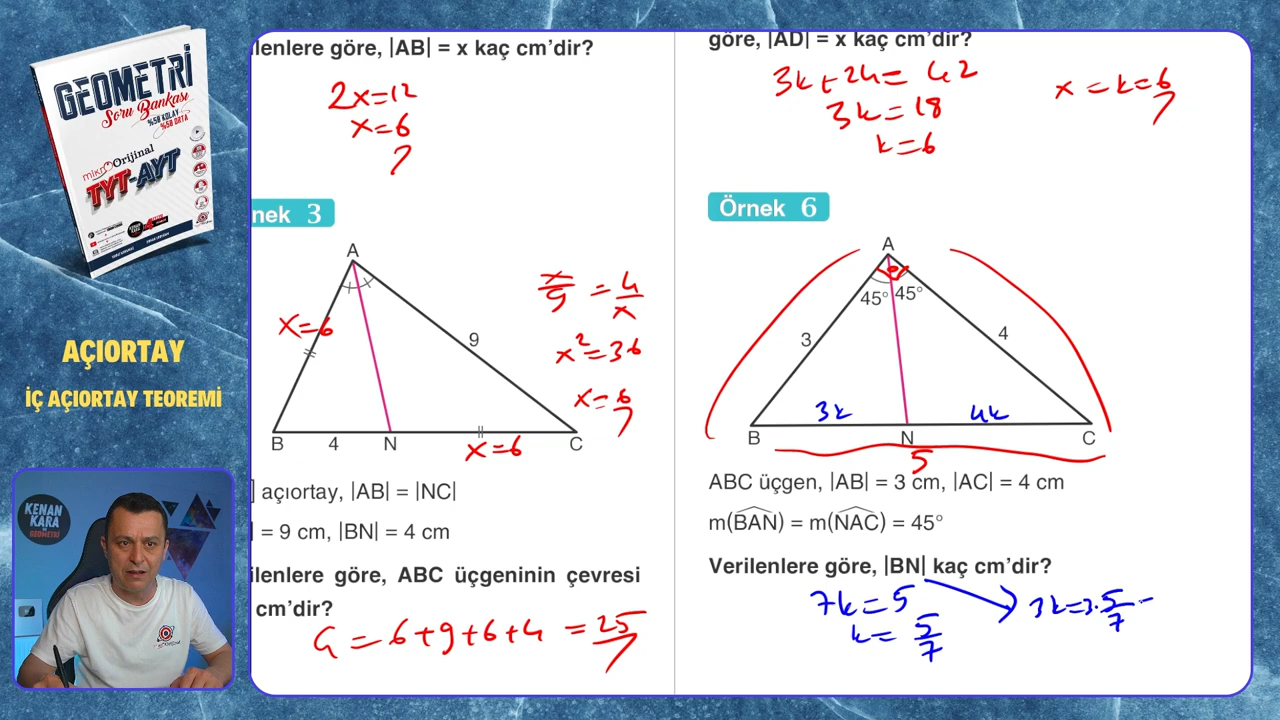 GEOMETRİ
Soru Bankası
%50 KOLAY
%50 ORTA
mikro Orijinal
TYT-AYT
AÇIORTAY
İÇ AÇIORTAY TEOREMİ
KENAN
KARA
GEOMETRİ
lenlere göre, |AB| = x kaç cm'dir?
2x=12
x=6
nek 3
A
x=6
9
B
4
N
x=6
C
x/9 = 4/x
x²=36
x=6
] açıortay, |AB| = |NC|
| = 9 cm, |BN| = 4 cm
ilenlere göre, ABC üçgeninin çevresi
cm'dir?
Ç = 6+9+6+4 = 25
göre, |AD| = x kaç cm'dir?
3k+24= 42
3k=18
k=6
x = k=6
Örnek 6
A
45° 45°
3
4
3k
4k
B
N
C
5
ABC üçgen, |AB| = 3 cm, |AC| = 4 cm
m(BAN) = m(NAC) = 45°
Verilenlere göre, |BN| kaç cm'dir?
7k=5
k=5/7
3k=3.5/7=